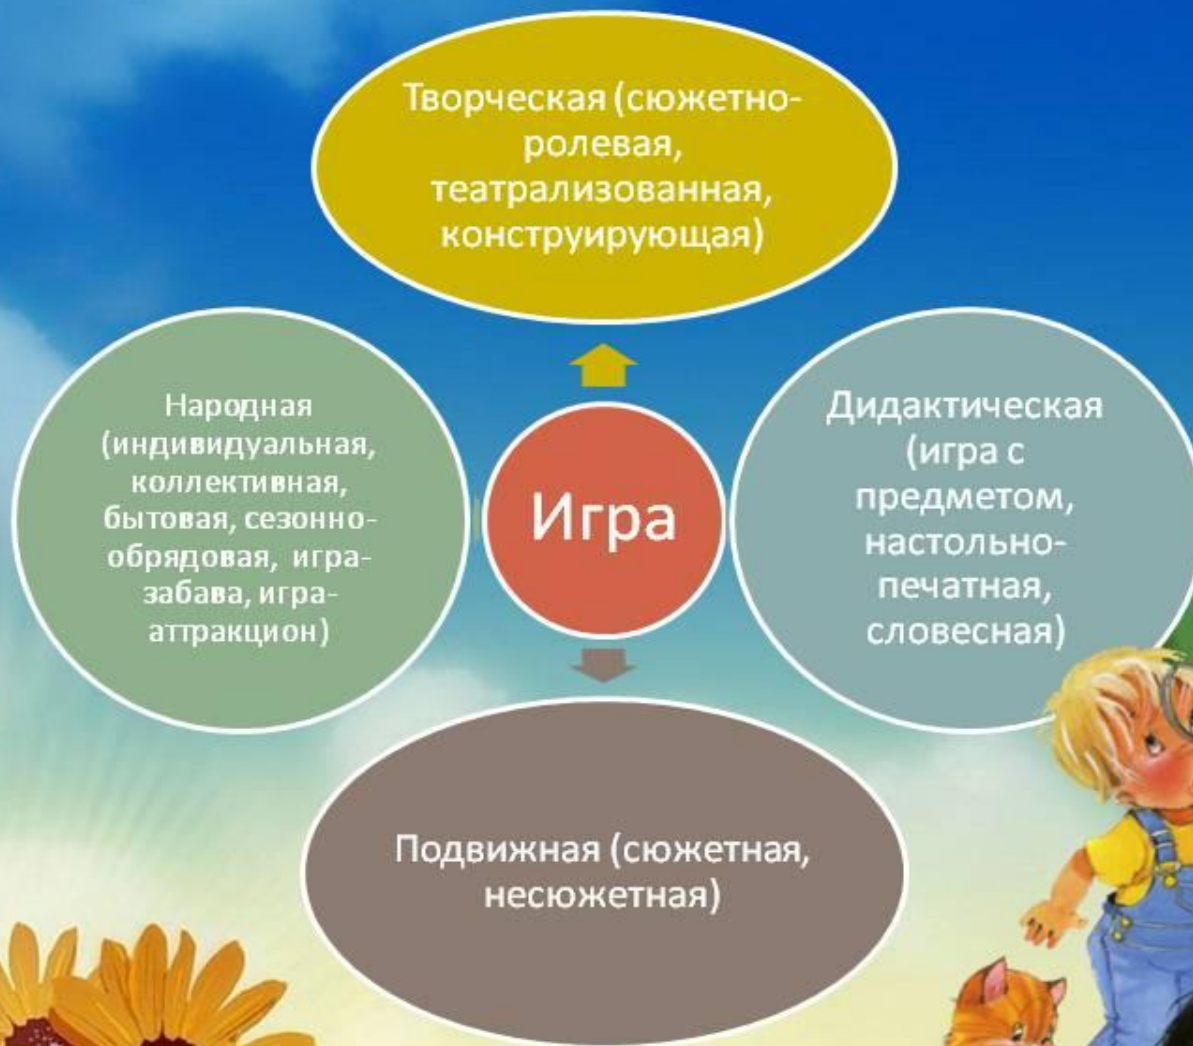 Творческая (сюжетно-
ролевая,
театрализованная,
конструирующая)
Народная
(индивидуальная,
коллективная,
бытовая, сезонно-
обрядовая, игра-
забава, игра-
аттракцион)
Игра
Дидактическая
(игра с
предметом,
настольно-
печатная,
словесная)
Подвижная (сюжетная,
несюжетная)